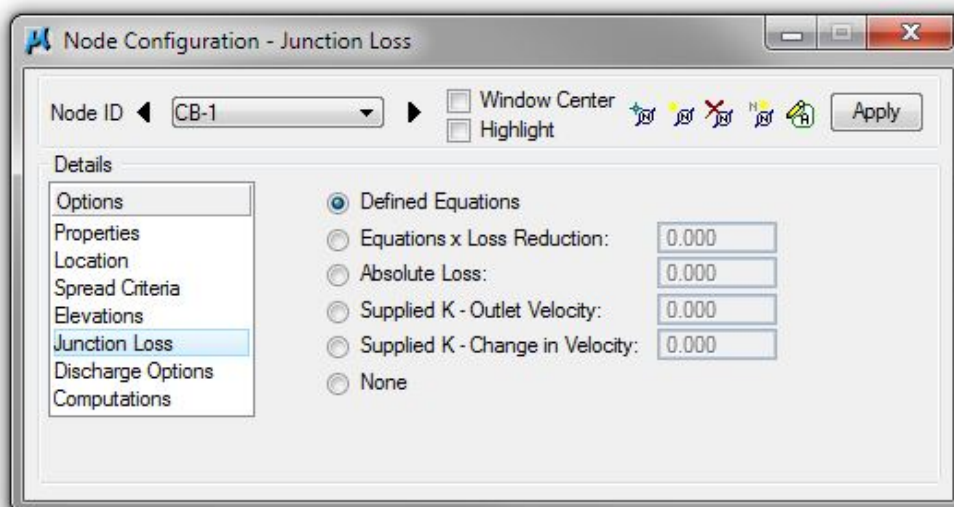 Node Configuration - Junction Loss
Node ID CB-1 Window Center Apply
Highlight
Details
Options
Properties
Location
Spread Criteria
Elevations
Junction Loss
Discharge Options
Computations
Defined Equations
Equations x Loss Reduction: 0.000
Absolute Loss: 0.000
Supplied K - Outlet Velocity: 0.000
Supplied K - Change in Velocity: 0.000
None